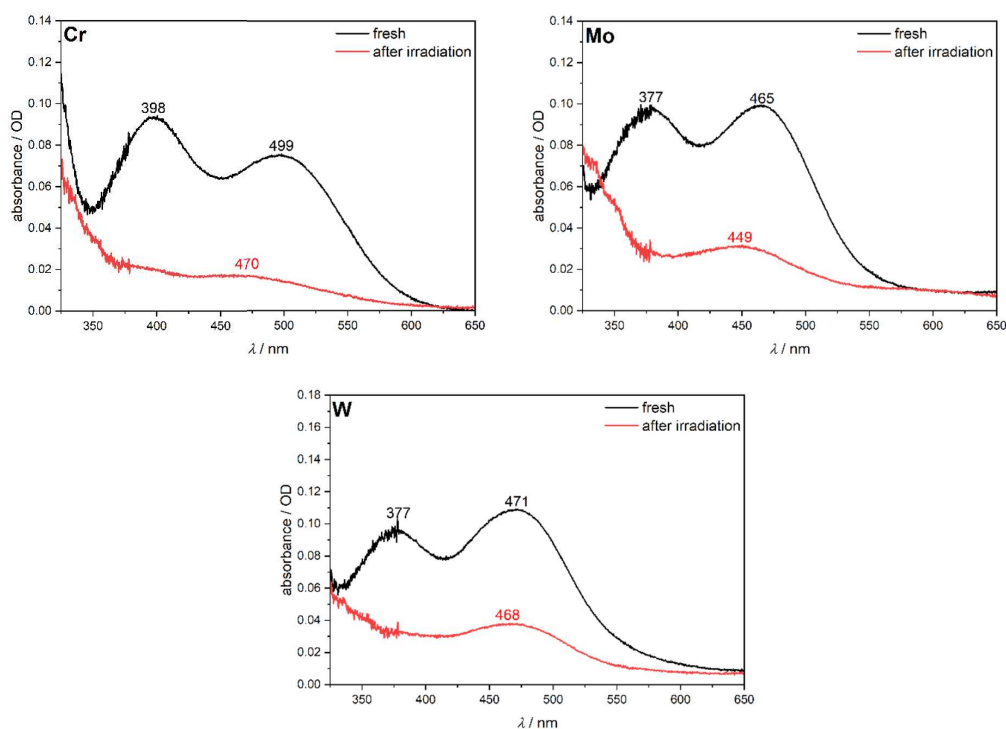 Cr
fresh
after irradiation
398
499
470
absorbance / OD
0.14
0.12
0.10
0.08
0.06
0.04
0.02
0.00
350 400 450 500 550 600 650
λ / nm
Mo
fresh
after irradiation
377
465
449
absorbance / OD
0.14
0.12
0.10
0.08
0.06
0.04
0.02
0.00
350 400 450 500 550 600 650
λ / nm
W
fresh
after irradiation
377
471
468
absorbance / OD
0.18
0.16
0.14
0.12
0.10
0.08
0.06
0.04
0.02
0.00
350 400 450 500 550 600 650
λ / nm